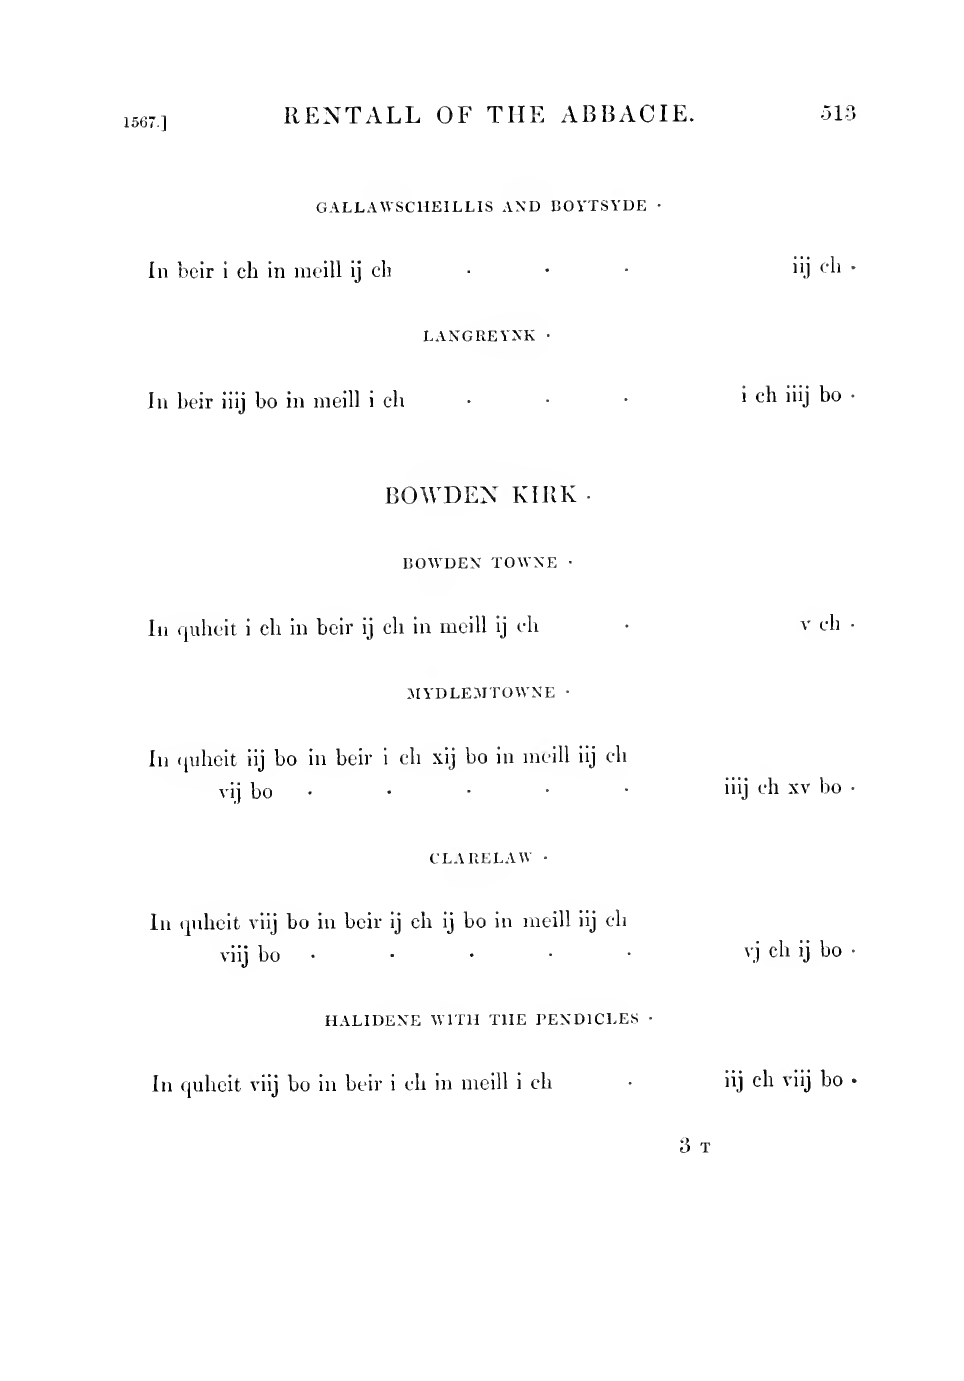 1567.] RENTALL OF THE ABBACIE. 513
GALLAWSCHEILLIS AND BOYTSYDE ·
In beir i ch in meill ij ch · · · iij ch ·
LANGREYNK ·
In beir iiij bo in meill i ch · · · i ch iiij bo ·
BOWDEN KIRK ·
BOWDEN TOWNE ·
In quheit i ch in beir ij ch in meill ij ch · v ch ·
MYDLEMTOWNE ·
In quheit iij bo in beir i ch xij bo in meill iij ch
vij bo · · · · · iiij ch xv bo ·
CLARELAW ·
In quheit viij bo in beir ij ch ij bo in meill iij ch
viij bo · · · · · vj ch ij bo ·
HALIDENE WITH THE PENDICLES ·
In quheit viij bo in beir i ch in meill i ch · iij ch viij bo ·
3 T